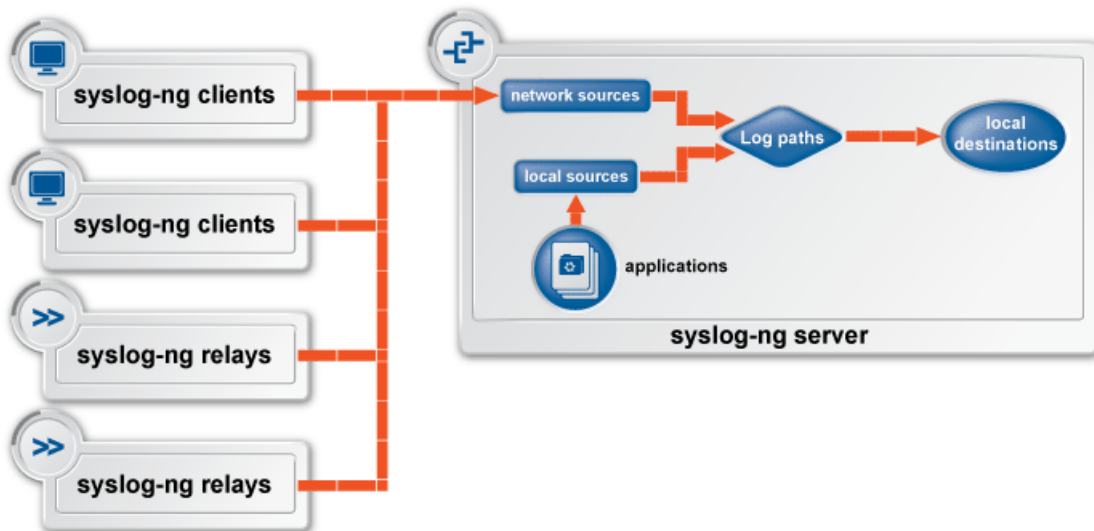 syslog-ng clients
syslog-ng clients
syslog-ng relays
syslog-ng relays
network sources
local sources
applications
Log paths
local
destinations
syslog-ng server